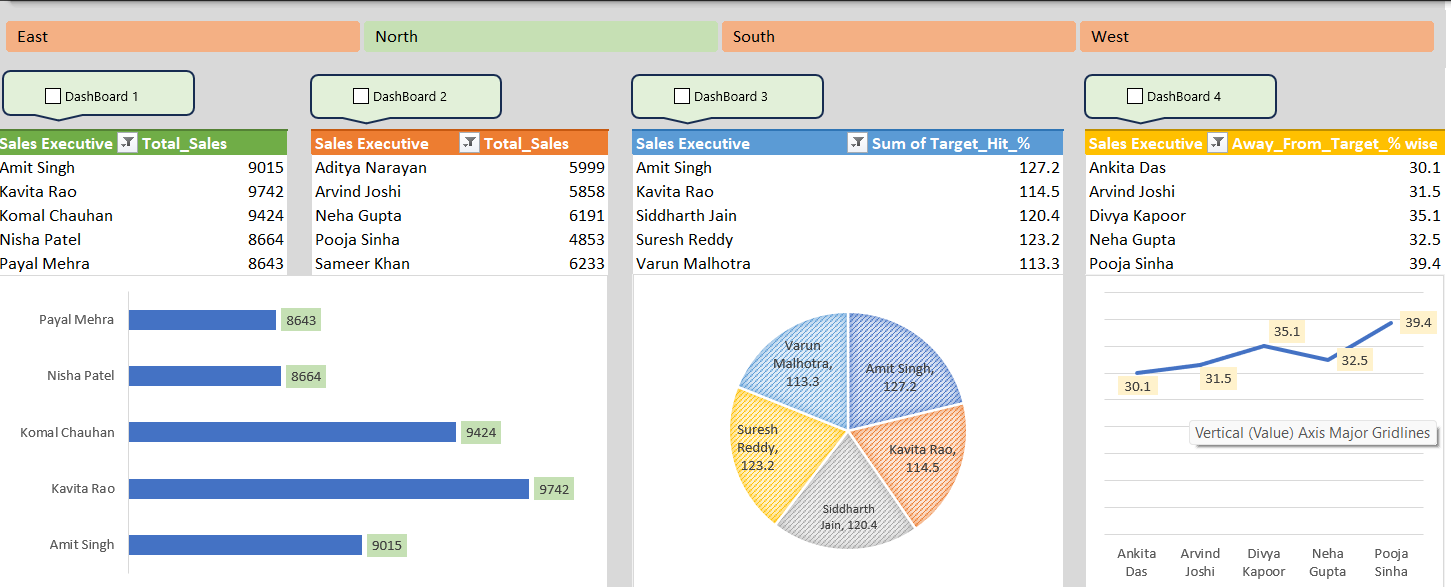 East North South West
DashBoard 1 DashBoard 2 DashBoard 3 DashBoard 4
Sales Executive Total_Sales
Amit Singh 9015
Kavita Rao 9742
Komal Chauhan 9424
Nisha Patel 8664
Payal Mehra 8643
Sales Executive Total_Sales
Aditya Narayan 5999
Arvind Joshi 5858
Neha Gupta 6191
Pooja Sinha 4853
Sameer Khan 6233
Sales Executive Sum of Target_Hit_%
Amit Singh 127.2
Kavita Rao 114.5
Siddharth Jain 120.4
Suresh Reddy 123.2
Varun Malhotra 113.3
Sales Executive Away_From_Target_% wise
Ankita Das 30.1
Arvind Joshi 31.5
Divya Kapoor 35.1
Neha Gupta 32.5
Pooja Sinha 39.4
Payal Mehra 8643
Nisha Patel 8664
Komal Chauhan 9424
Kavita Rao 9742
Amit Singh 9015
Varun
Malhotra,
113.3
Amit Singh,
127.2
Suresh
Reddy,
123.2
Kavita Rao,
114.5
Siddharth
Jain, 120.4
30.1 31.5 35.1 32.5 39.4
Vertical (Value) Axis Major Gridlines
Ankita Arvind Divya Neha Pooja
Das Joshi Kapoor Gupta Sinha